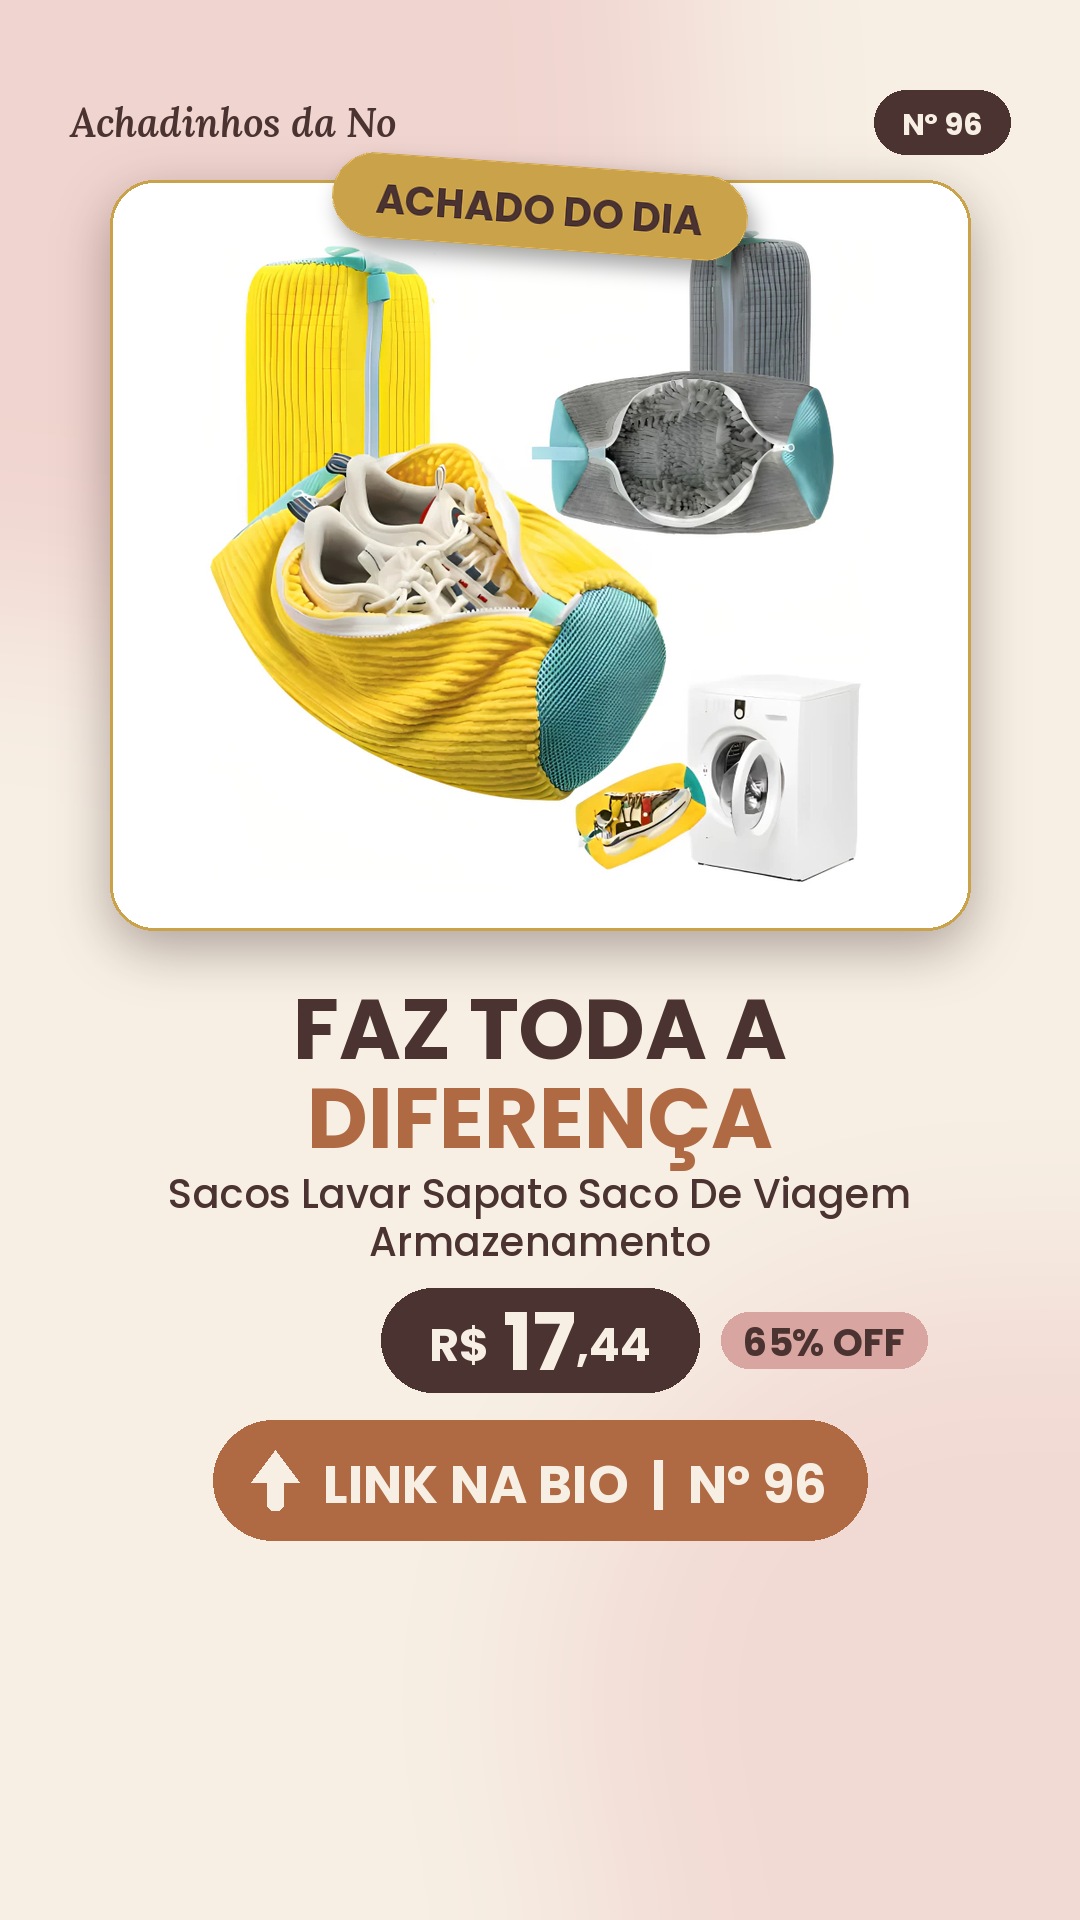 Achadinhos da No
Nº 96
ACHADO DO DIA
FAZ TODA A
DIFERENÇA
Sacos Lavar Sapato Saco De Viagem
Armazenamento
R$ 17,44
65% OFF
LINK NA BIO | Nº 96